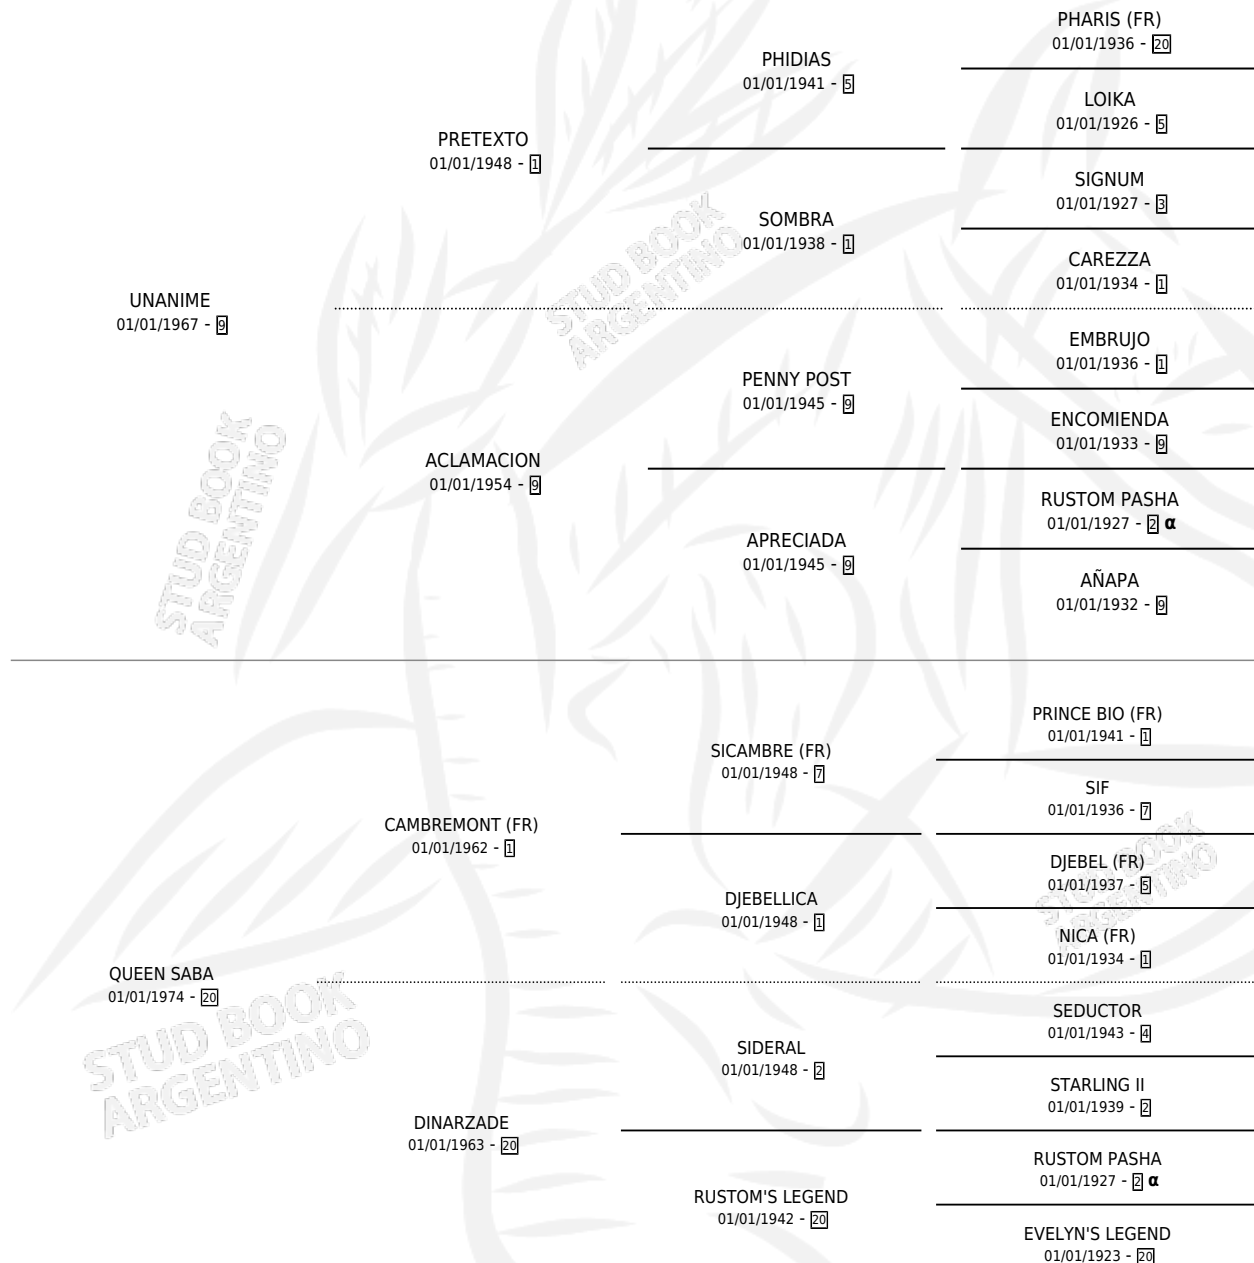 PHARIS (FR)
01/01/1936 - 20
PHIDIAS
01/01/1941 - 5
LOIKA
01/01/1926 - 5
PRETEXTO
01/01/1948 - 1
SIGNUM
01/01/1927 - 3
SOMBRA
01/01/1938 - 1
CAREZZA
01/01/1934 - 1
UNANIME
01/01/1967 - 9
STUD BOOK
ARGENTINO
EMBRUJO
01/01/1936 - 1
PENNY POST
01/01/1945 - 9
ENCOMIENDA
01/01/1933 - 9
ACLAMACION
01/01/1954 - 9
RUSTOM PASHA
01/01/1927 - 2 α
APRECIADA
01/01/1945 - 9
AÑAPA
01/01/1932 - 9
STUD BOOK
ARGENTINO
PRINCE BIO (FR)
01/01/1941 - 1
SICAMBRE (FR)
01/01/1948 - 7
SIF
01/01/1936 - 7
CAMBREMONT (FR)
01/01/1962 - 1
DJEBEL (FR)
01/01/1937 - 5
STUD BOOK
ARGENTINO
DJEBELLICA
01/01/1948 - 1
NICA (FR)
01/01/1934 - 1
QUEEN SABA
01/01/1974 - 20
STUD BOOK
ARGENTINO
SEDUCTOR
01/01/1943 - 4
SIDERAL
01/01/1948 - 2
STARLING II
01/01/1939 - 2
DINARZADE
01/01/1963 - 20
RUSTOM PASHA
01/01/1927 - 2 α
RUSTOM'S LEGEND
01/01/1942 - 20
EVELYN'S LEGEND
01/01/1923 - 20